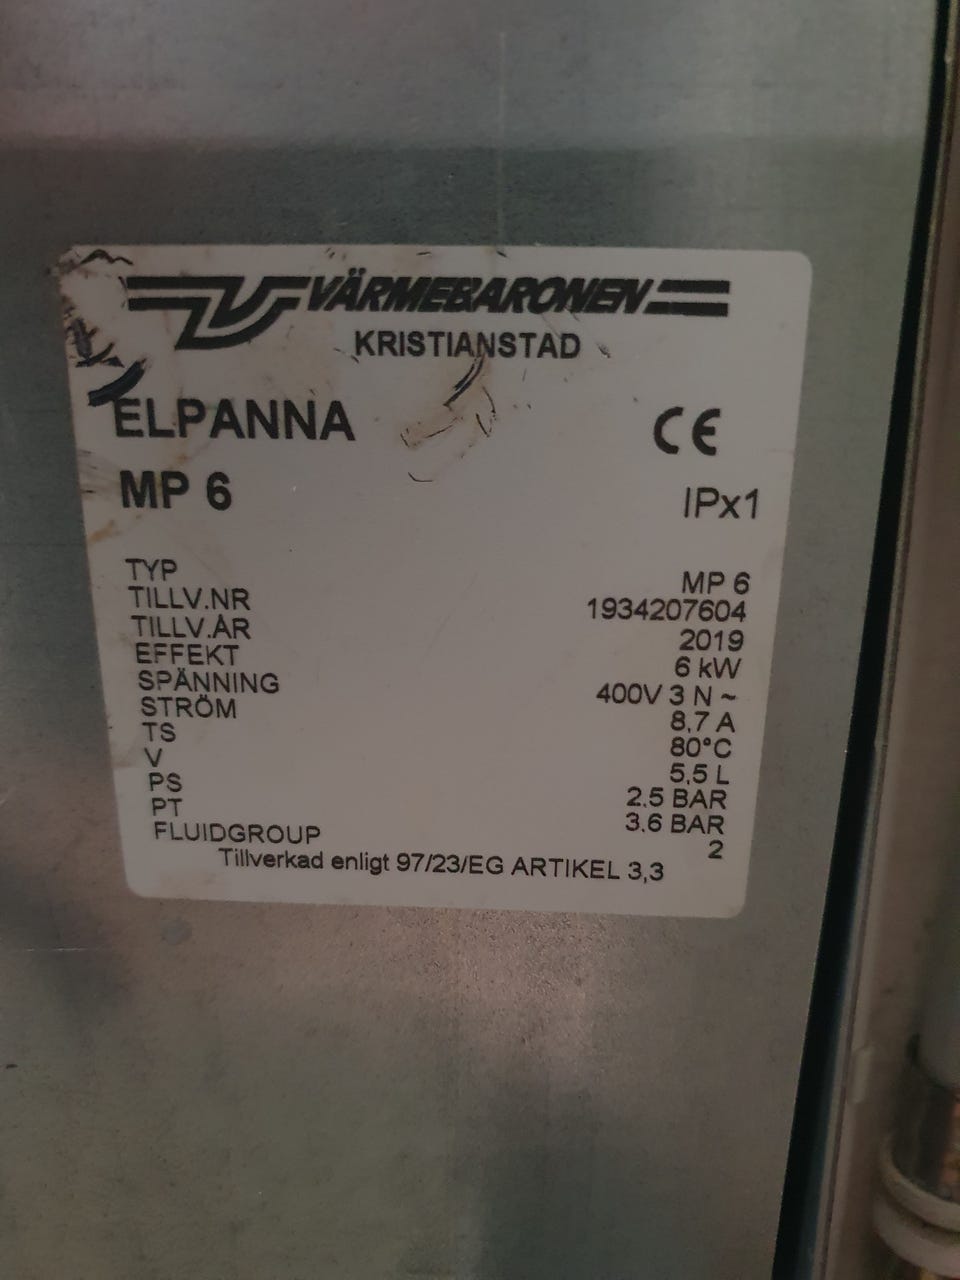 VÄRMEBARONEN
KRISTIANSTAD
ELPANNA
CE
MP 6
IPx1
TYP MP 6
TILLV.NR 1934207604
TILLV.ÅR 2019
EFFEKT 6 kW
SPÄNNING 400V 3 N ~
STRÖM 8,7 A
TS 80°C
V 5,5 L
PS 2.5 BAR
PT 3.6 BAR
FLUIDGROUP 2
Tillverkad enligt 97/23/EG ARTIKEL 3,3